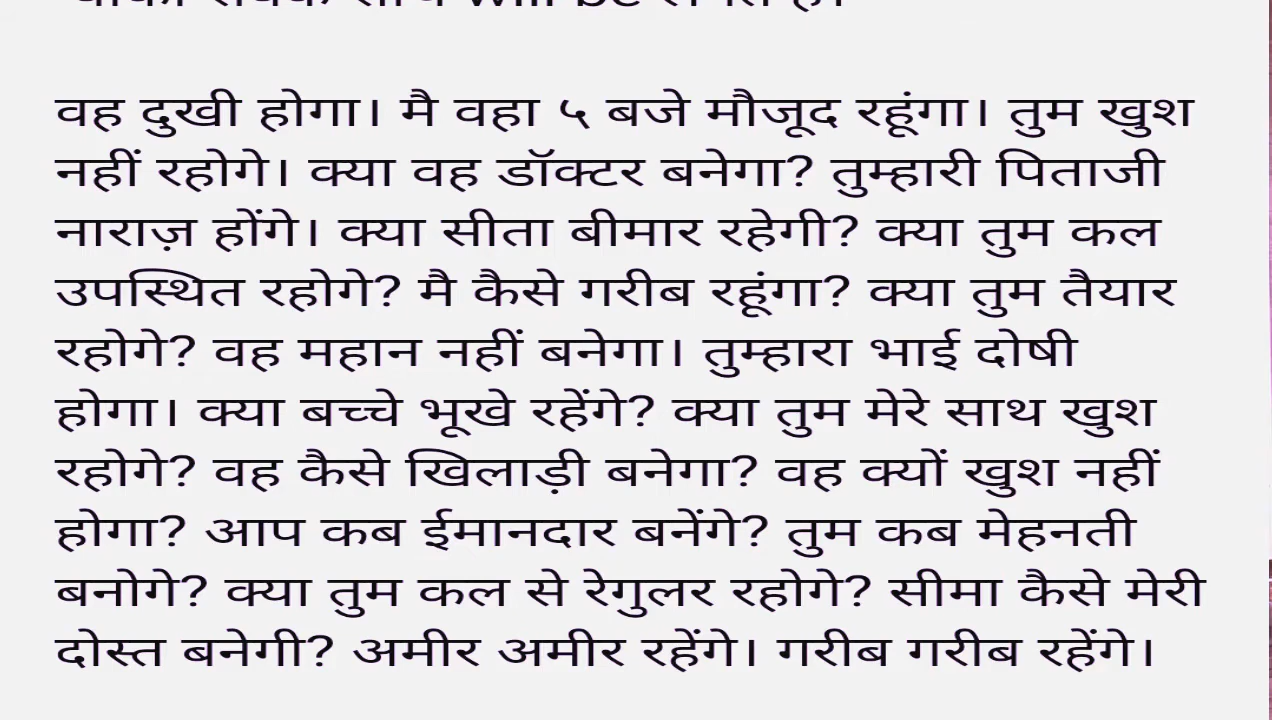 will be
वह दुखी होगा। मै वहा ५ बजे मौजूद रहूंगा। तुम खुश
नहीं रहोगे। क्या वह डॉक्टर बनेगा? तुम्हारी पिताजी
नाराज़ होंगे। क्या सीता बीमार रहेगी? क्या तुम कल
उपस्थित रहोगे? मै कैसे गरीब रहूंगा? क्या तुम तैयार
रहोगे? वह महान नहीं बनेगा। तुम्हारा भाई दोषी
होगा। क्या बच्चे भूखे रहेंगे? क्या तुम मेरे साथ खुश
रहोगे? वह कैसे खिलाड़ी बनेगा? वह क्यों खुश नहीं
होगा? आप कब ईमानदार बनेंगे? तुम कब मेहनती
बनोगे? क्या तुम कल से रेगुलर रहोगे? सीमा कैसे मेरी
दोस्त बनेगी? अमीर अमीर रहेंगे। गरीब गरीब रहेंगे।